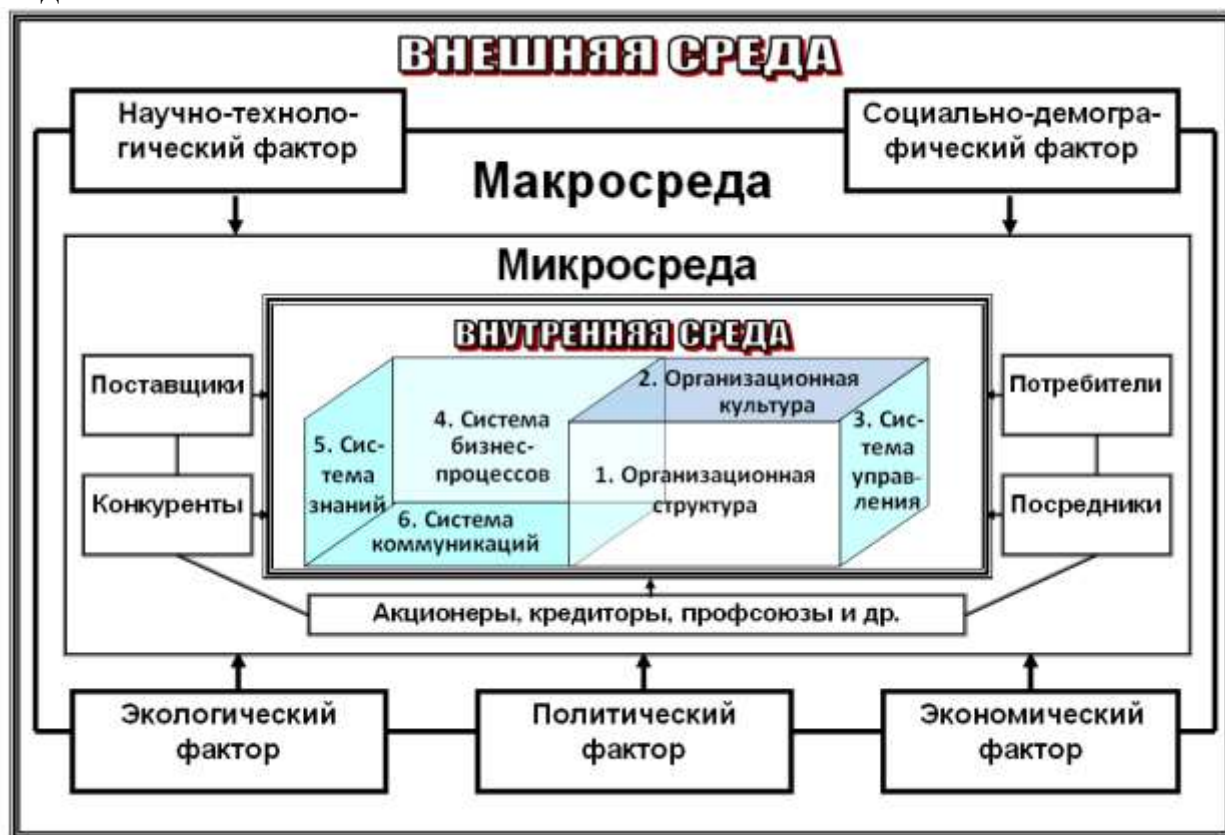 ВНЕШНЯЯ СРЕДА
Научно-техноло-
гический фактор
Социально-демогра-
фический фактор
Макросреда
Микросреда
ВНУТРЕННЯЯ СРЕДА
Поставщики
Конкуренты
5. Сис-
тема
знаний
4. Система
бизнес-
процессов
2. Организационная
культура
1. Организационная
структура
3. Сис-
тема
управ-
ления
6. Система
коммуникаций
Потребители
Посредники
Акционеры, кредиторы, профсоюзы и др.
Экологический
фактор
Политический
фактор
Экономический
фактор